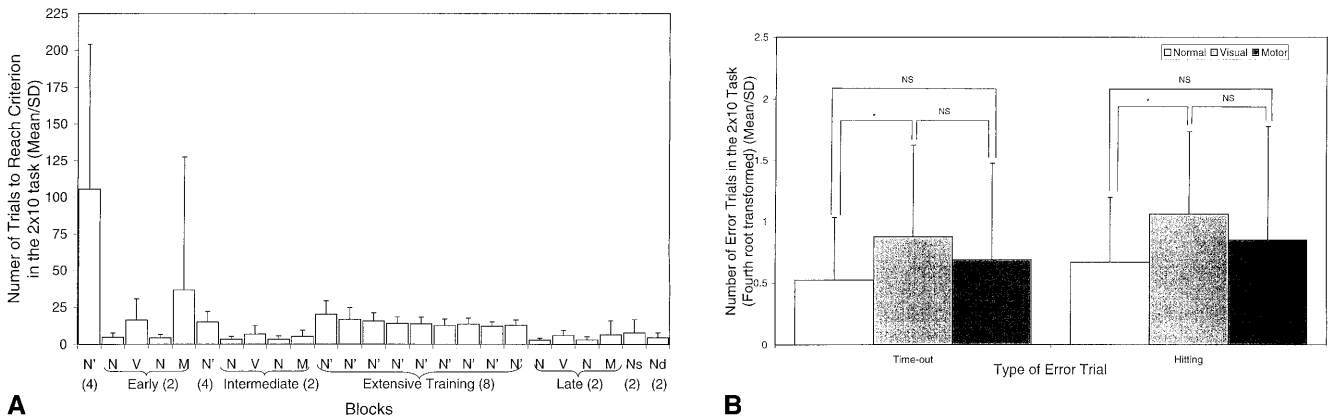 225
200
175
150
125
100
75
50
25
0
Numer of Trials to Reach Criterion
in the 2x10 task (Mean/SD)
N' N V N M N' N V N M N' N' N' N' N' N' N' N' N V N M Ns Nd
(4) Early (2) (4) Intermediate (2) Extensive Training (8) Late (2) (2) (2)
Blocks
A
2.5
2
1.5
1
0.5
0
Number of Error Trials in the 2x10 Task
(Fourth root transformed) (Mean/SD)
Normal Visual Motor
NS
*
NS
NS
*
NS
Time-out Hitting
Type of Error Trial
B